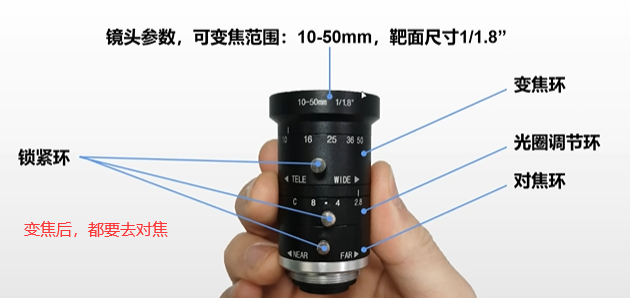 镜头参数，可变焦范围：10-50mm，靶面尺寸1/1.8”
10-50mm 1/1.8"
变焦环
10 16 25 36 50
光圈调节环
锁紧环
◀ TELE WIDE ▶
对焦环
C 8 • 4 2.8
变焦后，都要去对焦
◀NEAR FAR▶